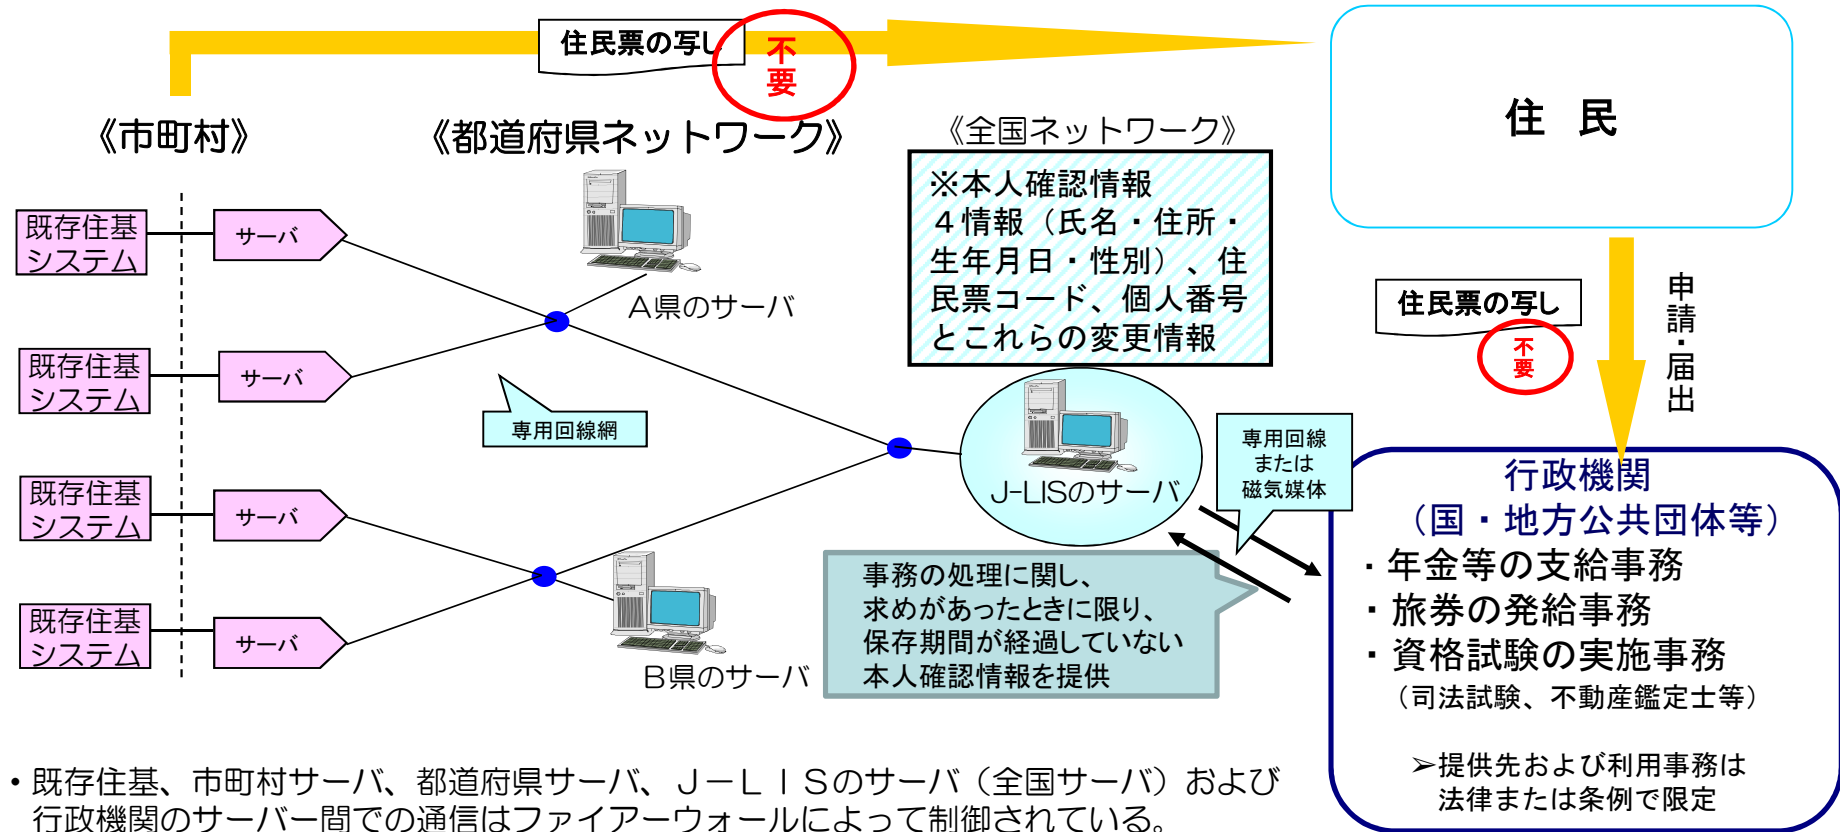 住民票の写し
不
要
《市町村》
《都道府県ネットワーク》
《全国ネットワーク》
住 民
※本人確認情報
４情報（氏名・住所・
生年月日・性別）、住
民票コード、個人番号
とこれらの変更情報
既存住基
システム
サーバ
既存住基
システム
サーバ
既存住基
システム
サーバ
既存住基
システム
サーバ
A県のサーバ
専用回線網
B県のサーバ
J-LISのサーバ
専用回線
または
磁気媒体
事務の処理に関し、
求めがあったときに限り、
保存期間が経過していない
本人確認情報を提供
住民票の写し
不
要
申請・届出
行政機関
（国・地方公共団体等）
・年金等の支給事務
・旅券の発給事務
・資格試験の実施事務
（司法試験、不動産鑑定士等）
➢提供先および利用事務は
法律または条例で限定
・既存住基、市町村サーバ、都道府県サーバ、Ｊ－ＬＩＳのサーバ（全国サーバ）および
行政機関のサーバー間での通信はファイアーウォールによって制御されている。